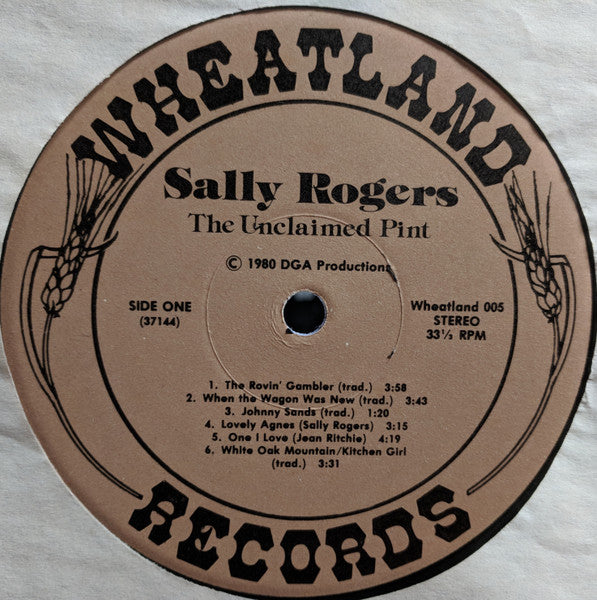 WHEATLAND
Sally Rogers
The Unclaimed Pint
© 1980 DGA Productions
SIDE ONE
(37144)
Wheatland 005
STEREO
33⅓ RPM
1. The Rovin' Gambler (trad.) 3:58
2. When the Wagon Was New (trad.) 3:43
3. Johnny Sands (trad.) 1:20
4. Lovely Agnes (Sally Rogers) 3:15
5. One I Love (Jean Ritchie) 4:19
6. White Oak Mountain/Kitchen Girl
(trad.) 3:31
RECORDS